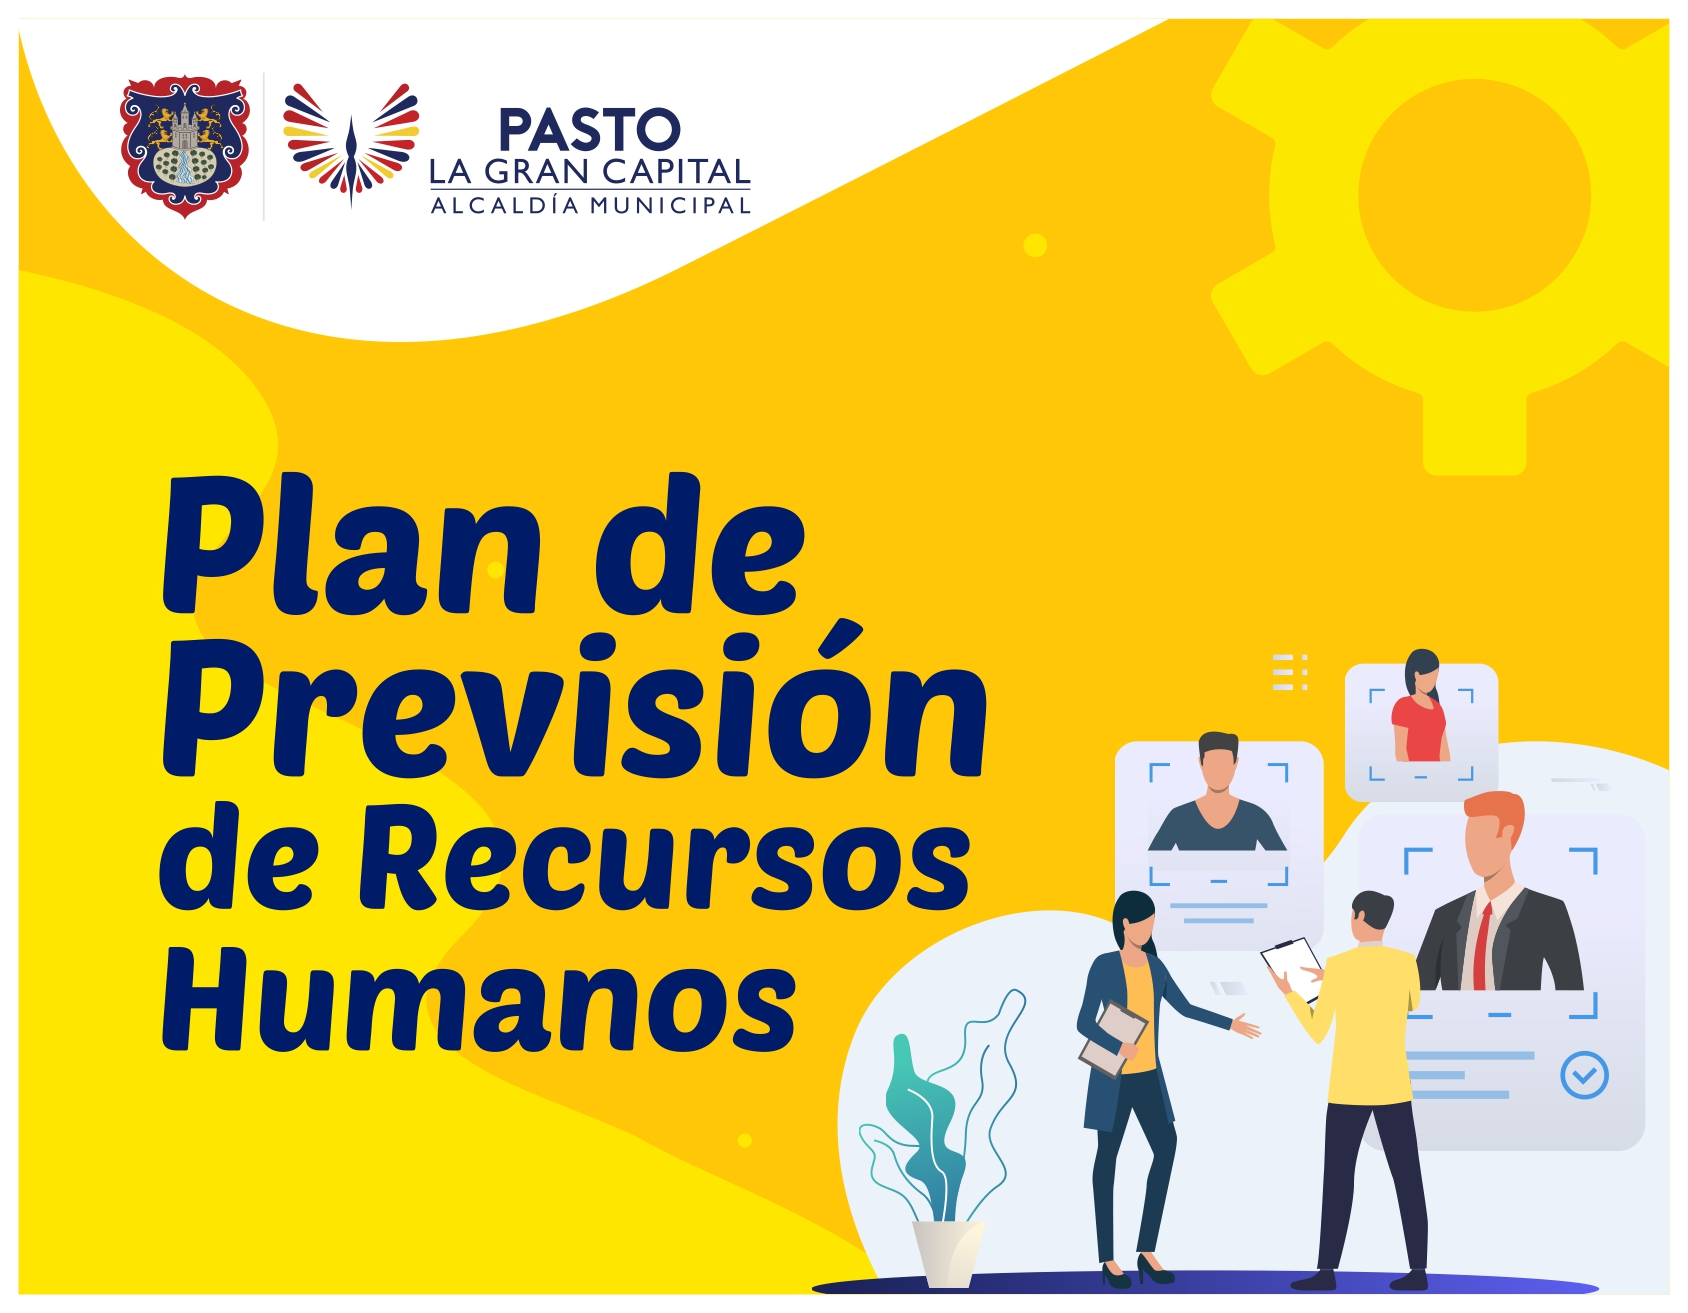 PASTO
LA GRAN CAPITAL
ALCALDÍA MUNICIPAL
Plan de
Previsión
de Recursos
Humanos